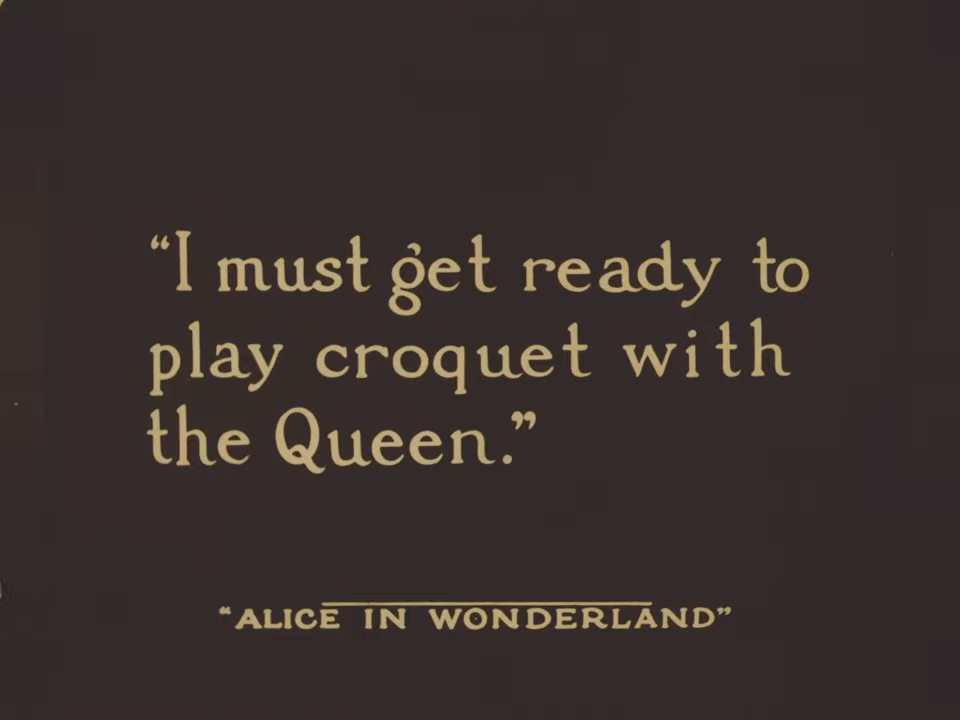 “I must get ready to
play croquet with
the Queen.”
“ALICE IN WONDERLAND”